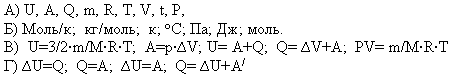 А) U, A, Q, m, R, T, V, t, P,
Б) Моль/к; кг/моль; к; °С; Па; Дж; моль.
В) U=3/2·m/M·R·T; A=p·ΔV; U= A+Q; Q= ΔV+A; PV= m/M·R·T
Г) ΔU=Q; Q=A; ΔU=A; Q= ΔU+A/